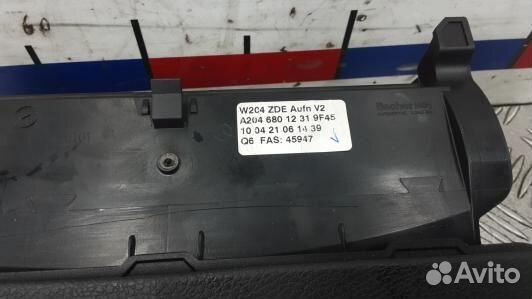 W204 ZDE Aufn V2
A204 680 12 31 9F45
10 04 21 06 14 39
Q6 FAS: 45947
fischer
Avito